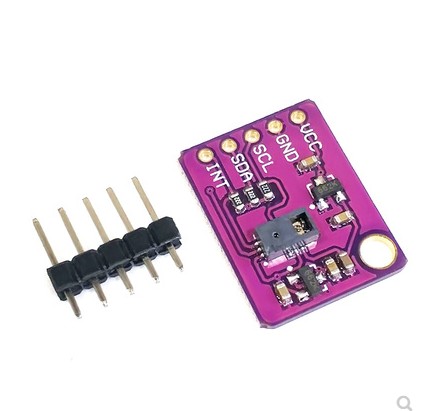 INT
SDA
SCL
GND
VCC